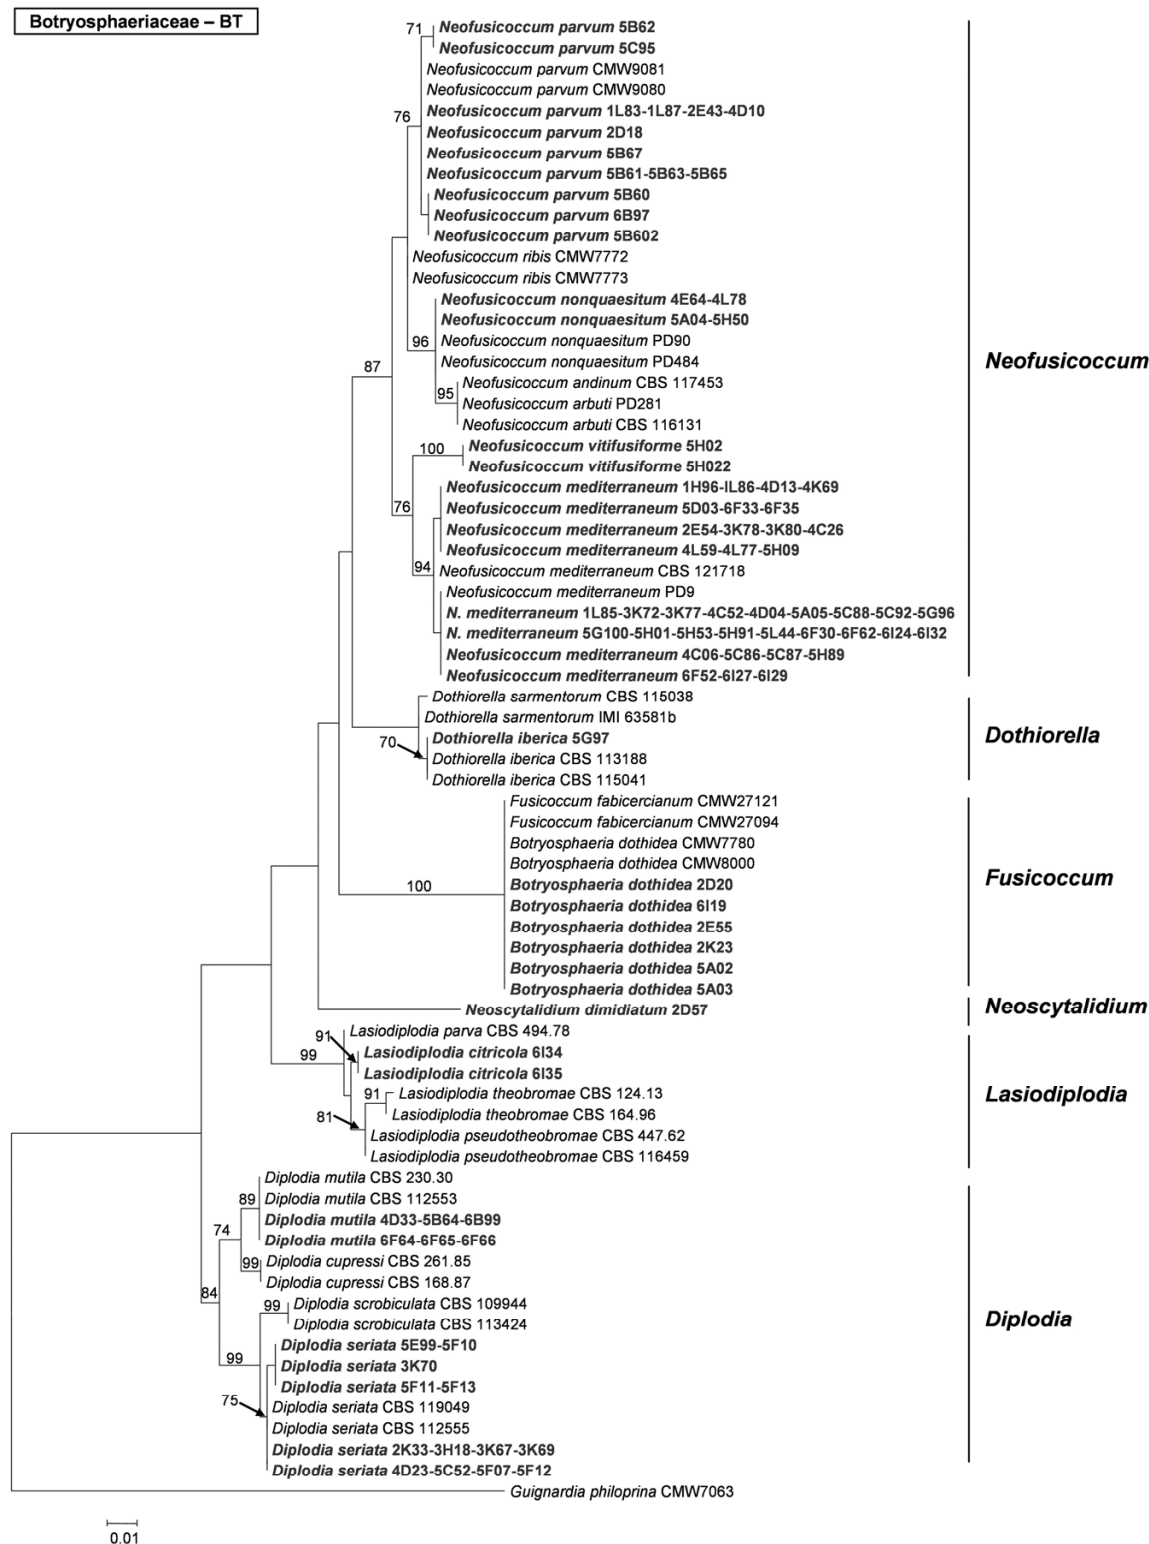 Botryosphaeriaceae – BT
71
Neofusicoccum parvum 5B62
Neofusicoccum parvum 5C95
Neofusicoccum parvum CMW9081
Neofusicoccum parvum CMW9080
76
Neofusicoccum parvum 1L83-1L87-2E43-4D10
Neofusicoccum parvum 2D18
Neofusicoccum parvum 5B67
Neofusicoccum parvum 5B61-5B63-5B65
Neofusicoccum parvum 5B60
Neofusicoccum parvum 6B97
Neofusicoccum parvum 5B602
Neofusicoccum ribis CMW7772
Neofusicoccum ribis CMW7773
Neofusicoccum nonquaesitum 4E64-4L78
Neofusicoccum nonquaesitum 5A04-5H50
96
Neofusicoccum nonquaesitum PD90
Neofusicoccum nonquaesitum PD484
Neofusicoccum
87
Neofusicoccum andinum CBS 117453
95
Neofusicoccum arbuti PD281
Neofusicoccum arbuti CBS 116131
100
Neofusicoccum vitifusiforme 5H02
Neofusicoccum vitifusiforme 5H022
Neofusicoccum mediterraneum 1H96-IL86-4D13-4K69
76
Neofusicoccum mediterraneum 5D03-6F33-6F35
Neofusicoccum mediterraneum 2E54-3K78-3K80-4C26
Neofusicoccum mediterraneum 4L59-4L77-5H09
94
Neofusicoccum mediterraneum CBS 121718
Neofusicoccum mediterraneum PD9
N. mediterraneum 1L85-3K72-3K77-4C52-4D04-5A05-5C88-5C92-5G96
N. mediterraneum 5G100-5H01-5H53-5H91-5L44-6F30-6F62-6I24-6I32
Neofusicoccum mediterraneum 4C06-5C86-5C87-5H89
Neofusicoccum mediterraneum 6F52-6I27-6I29
Dothiorella sarmentorum CBS 115038
Dothiorella sarmentorum IMI 63581b
70
Dothiorella iberica 5G97
Dothiorella
Dothiorella iberica CBS 113188
Dothiorella iberica CBS 115041
Fusicoccum fabicercianum CMW27121
Fusicoccum fabicercianum CMW27094
Botryosphaeria dothidea CMW7780
Botryosphaeria dothidea CMW8000
100
Botryosphaeria dothidea 2D20
Fusicoccum
Botryosphaeria dothidea 6I19
Botryosphaeria dothidea 2E55
Botryosphaeria dothidea 2K23
Botryosphaeria dothidea 5A02
Botryosphaeria dothidea 5A03
Neoscytalidium dimidiatum 2D57
Neoscytalidium
91
Lasiodiplodia parva CBS 494.78
99
Lasiodiplodia citricola 6I34
Lasiodiplodia citricola 6I35
91
Lasiodiplodia theobromae CBS 124.13
Lasiodiplodia
81
Lasiodiplodia theobromae CBS 164.96
Lasiodiplodia pseudotheobromae CBS 447.62
Lasiodiplodia pseudotheobromae CBS 116459
Diplodia mutila CBS 230.30
89
Diplodia mutila CBS 112553
Diplodia mutila 4D33-5B64-6B99
74
Diplodia mutila 6F64-6F65-6F66
99
Diplodia cupressi CBS 261.85
Diplodia cupressi CBS 168.87
84
99
Diplodia scrobiculata CBS 109944
Diplodia scrobiculata CBS 113424
Diplodia
Diplodia seriata 5E99-5F10
99
Diplodia seriata 3K70
Diplodia seriata 5F11-5F13
75
Diplodia seriata CBS 119049
Diplodia seriata CBS 112555
Diplodia seriata 2K33-3H18-3K67-3K69
Diplodia seriata 4D23-5C52-5F07-5F12
Guignardia philoprina CMW7063
0.01